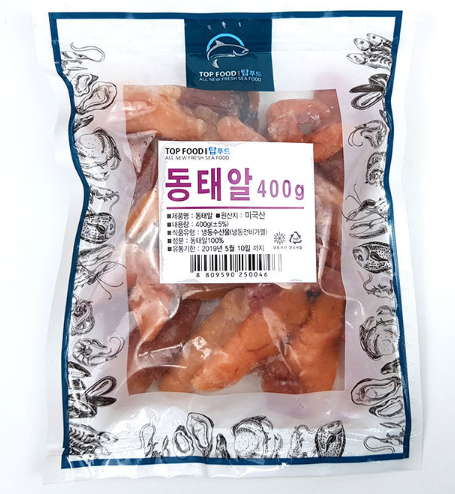 TOP FOOD | 탑푸드
ALL NEW FRESH SEA FOOD
TOP FOOD | 탑푸드
ALL NEW FRESH SEA FOOD
동태알 400g
■제품명 : 동태알 ■원산지 : 미국산
■내용량 : 400g(±5%)
■식품유형 : 냉동수산물(냉동전비가열)
■성분 : 동태알100%
■유통기한 : 2019년 5월 10일 까지
8 809590 250046